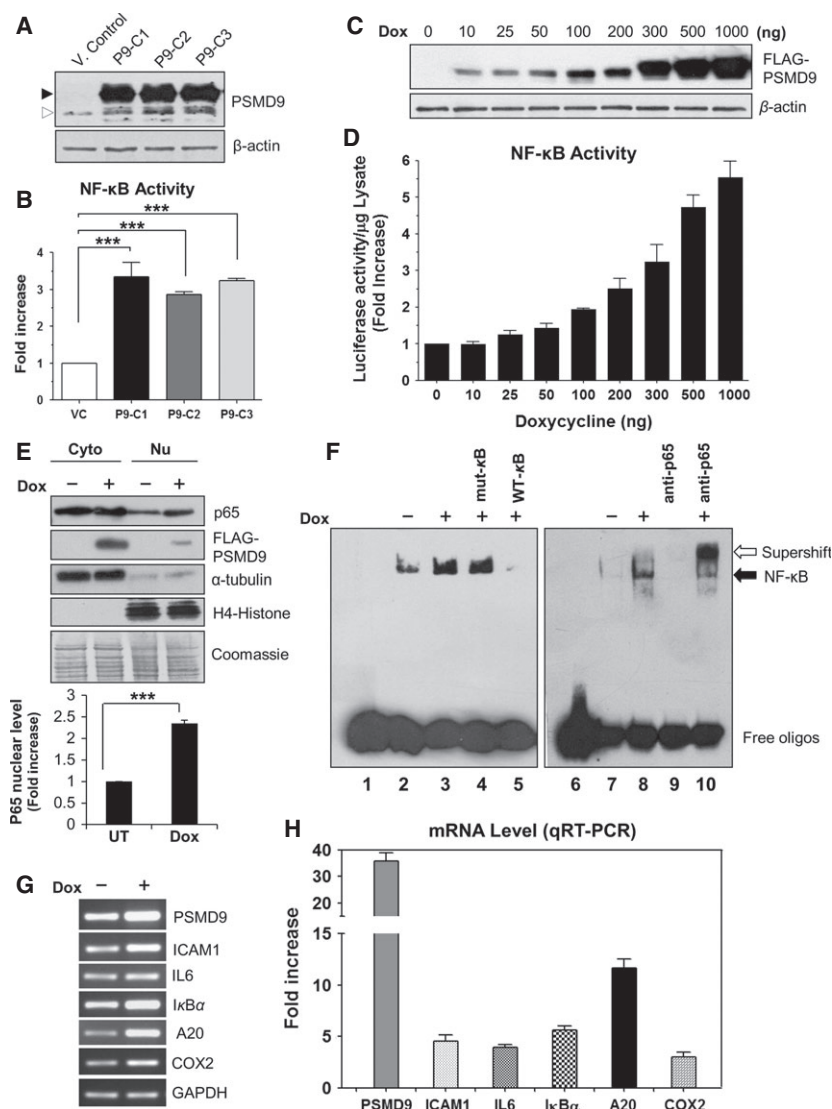 A
V. Control P9-C1 P9-C2 P9-C3
PSMD9
β-actin
B
NF-κB Activity
***
***
***
Fold increase
4
3
2
1
0
VC P9-C1 P9-C2 P9-C3
C
Dox 0 10 25 50 100 200 300 500 1000 (ng)
FLAG-
PSMD9
β-actin
D
NF-κB Activity
Luciferase activity/µg Lysate
(Fold Increase)
6
5
4
3
2
1
0 10 25 50 100 200 300 500 1000
Doxycycline (ng)
E
Cyto Nu
Dox − + − +
p65
FLAG-
PSMD9
α-tubulin
H4-Histone
Coomassie
P65 nuclear level
(Fold increase)
2.5
2
1.5
1
0.5
0
***
UT Dox
F
mut-κB WT-κB anti-p65 anti-p65
Dox − + + + − + +
Supershift
NF-κB
Free oligos
1 2 3 4 5 6 7 8 9 10
G
Dox − +
PSMD9
ICAM1
IL6
IκBα
A20
COX2
GAPDH
H
mRNA Level (qRT-PCR)
Fold increase
40
30
20
15
10
5
0
PSMD9 ICAM1 IL6 IκBα A20 COX2